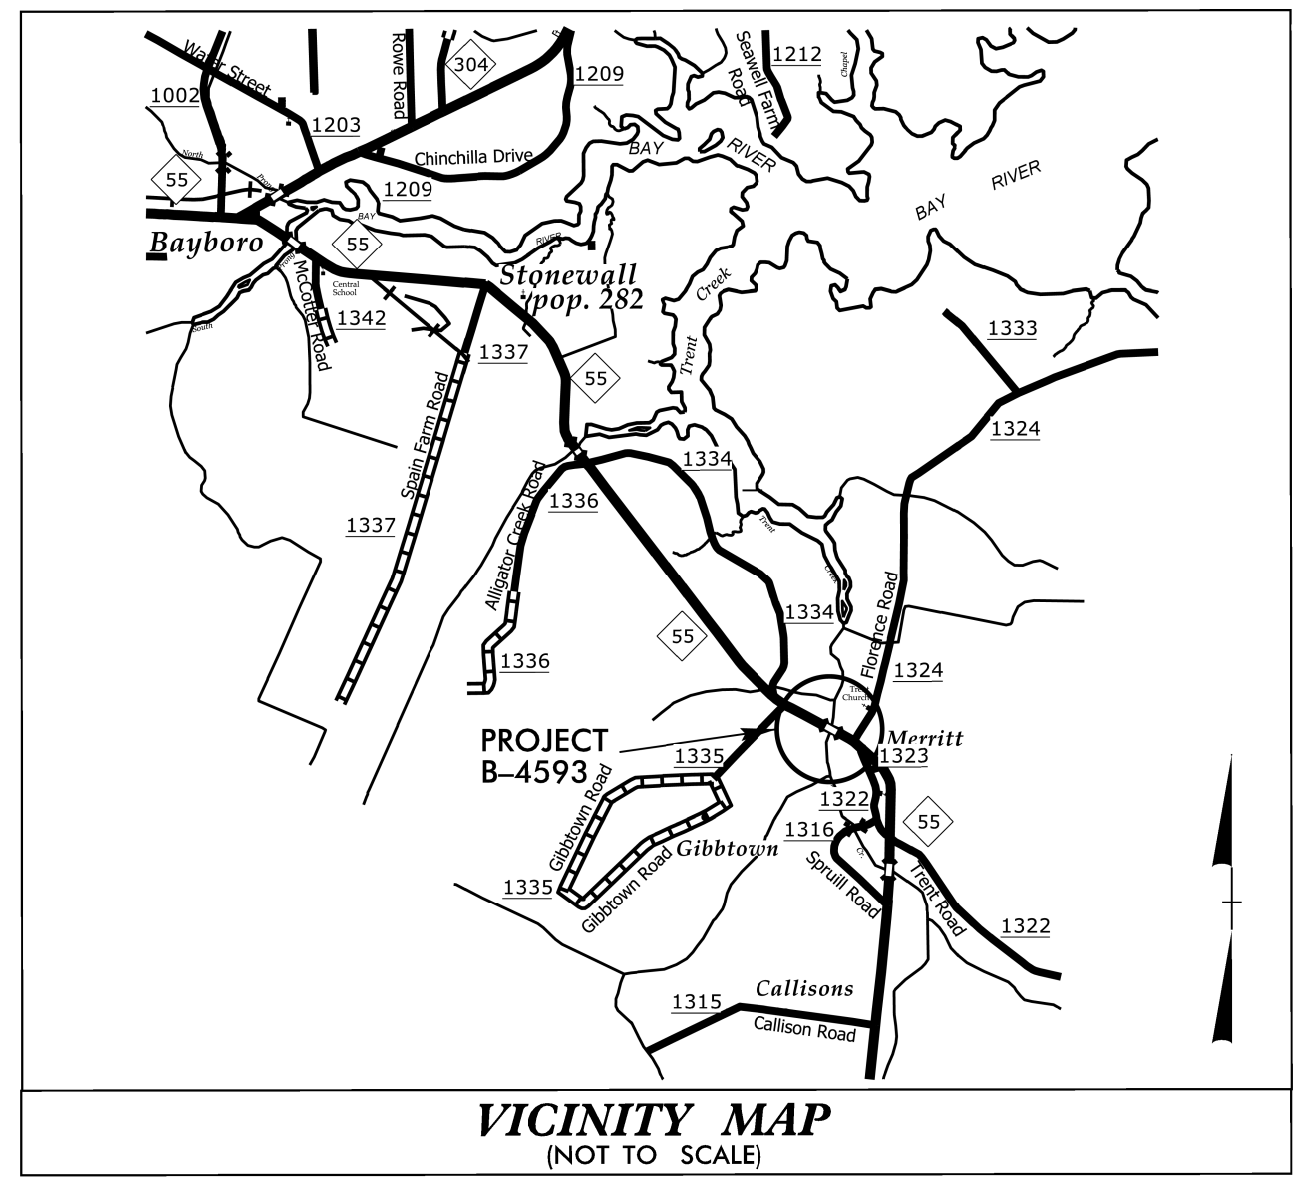 Water Street
Rowe Road
304
Seawell Farm
Road
1212
Chapel
1002
1209
1203
BAY
RIVER
Chinchilla Drive
North
Prong
55
1209
RIVER
BAY
BAY
RIVER
Bayboro
55
Prong
McCotter Road
Central
School
Stonewall
pop. 282
Creek
South
1342
1333
1337
Trent
55
1324
Spain Farm Road
1334
1336
1337
Alligator Creek Road
Trent
Creek
1334
Florence Road
55
1336
1324
Trent
Church
PROJECT
B–4593
Merritt
1335
1323
1322
55
Gibbtown Road
1316
Gibbtown
Cr.
1335
Gibbtown Road
Spruill Road
Trent Road
1322
Callisons
1315
Callison Road
VICINITY MAP
(NOT TO SCALE)